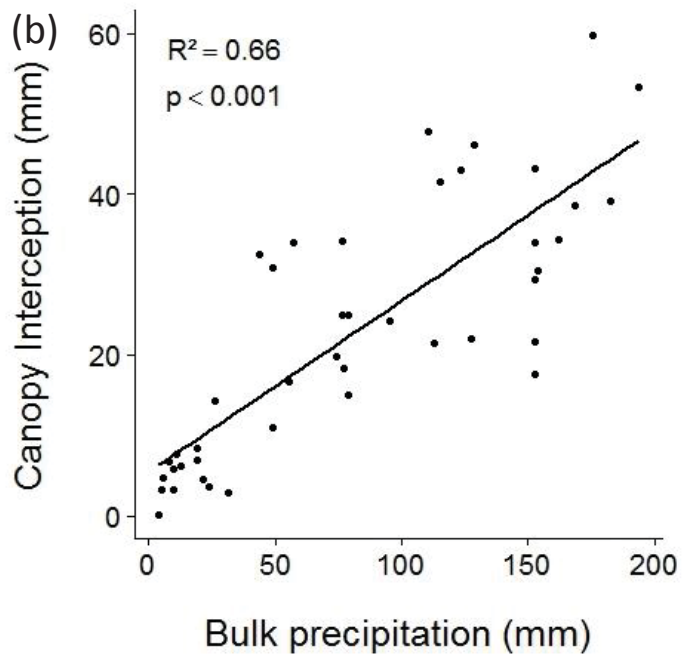 (b)
R² = 0.66
p < 0.001
Canopy Interception (mm)
60
40
20
0
0 50 100 150 200
Bulk precipitation (mm)